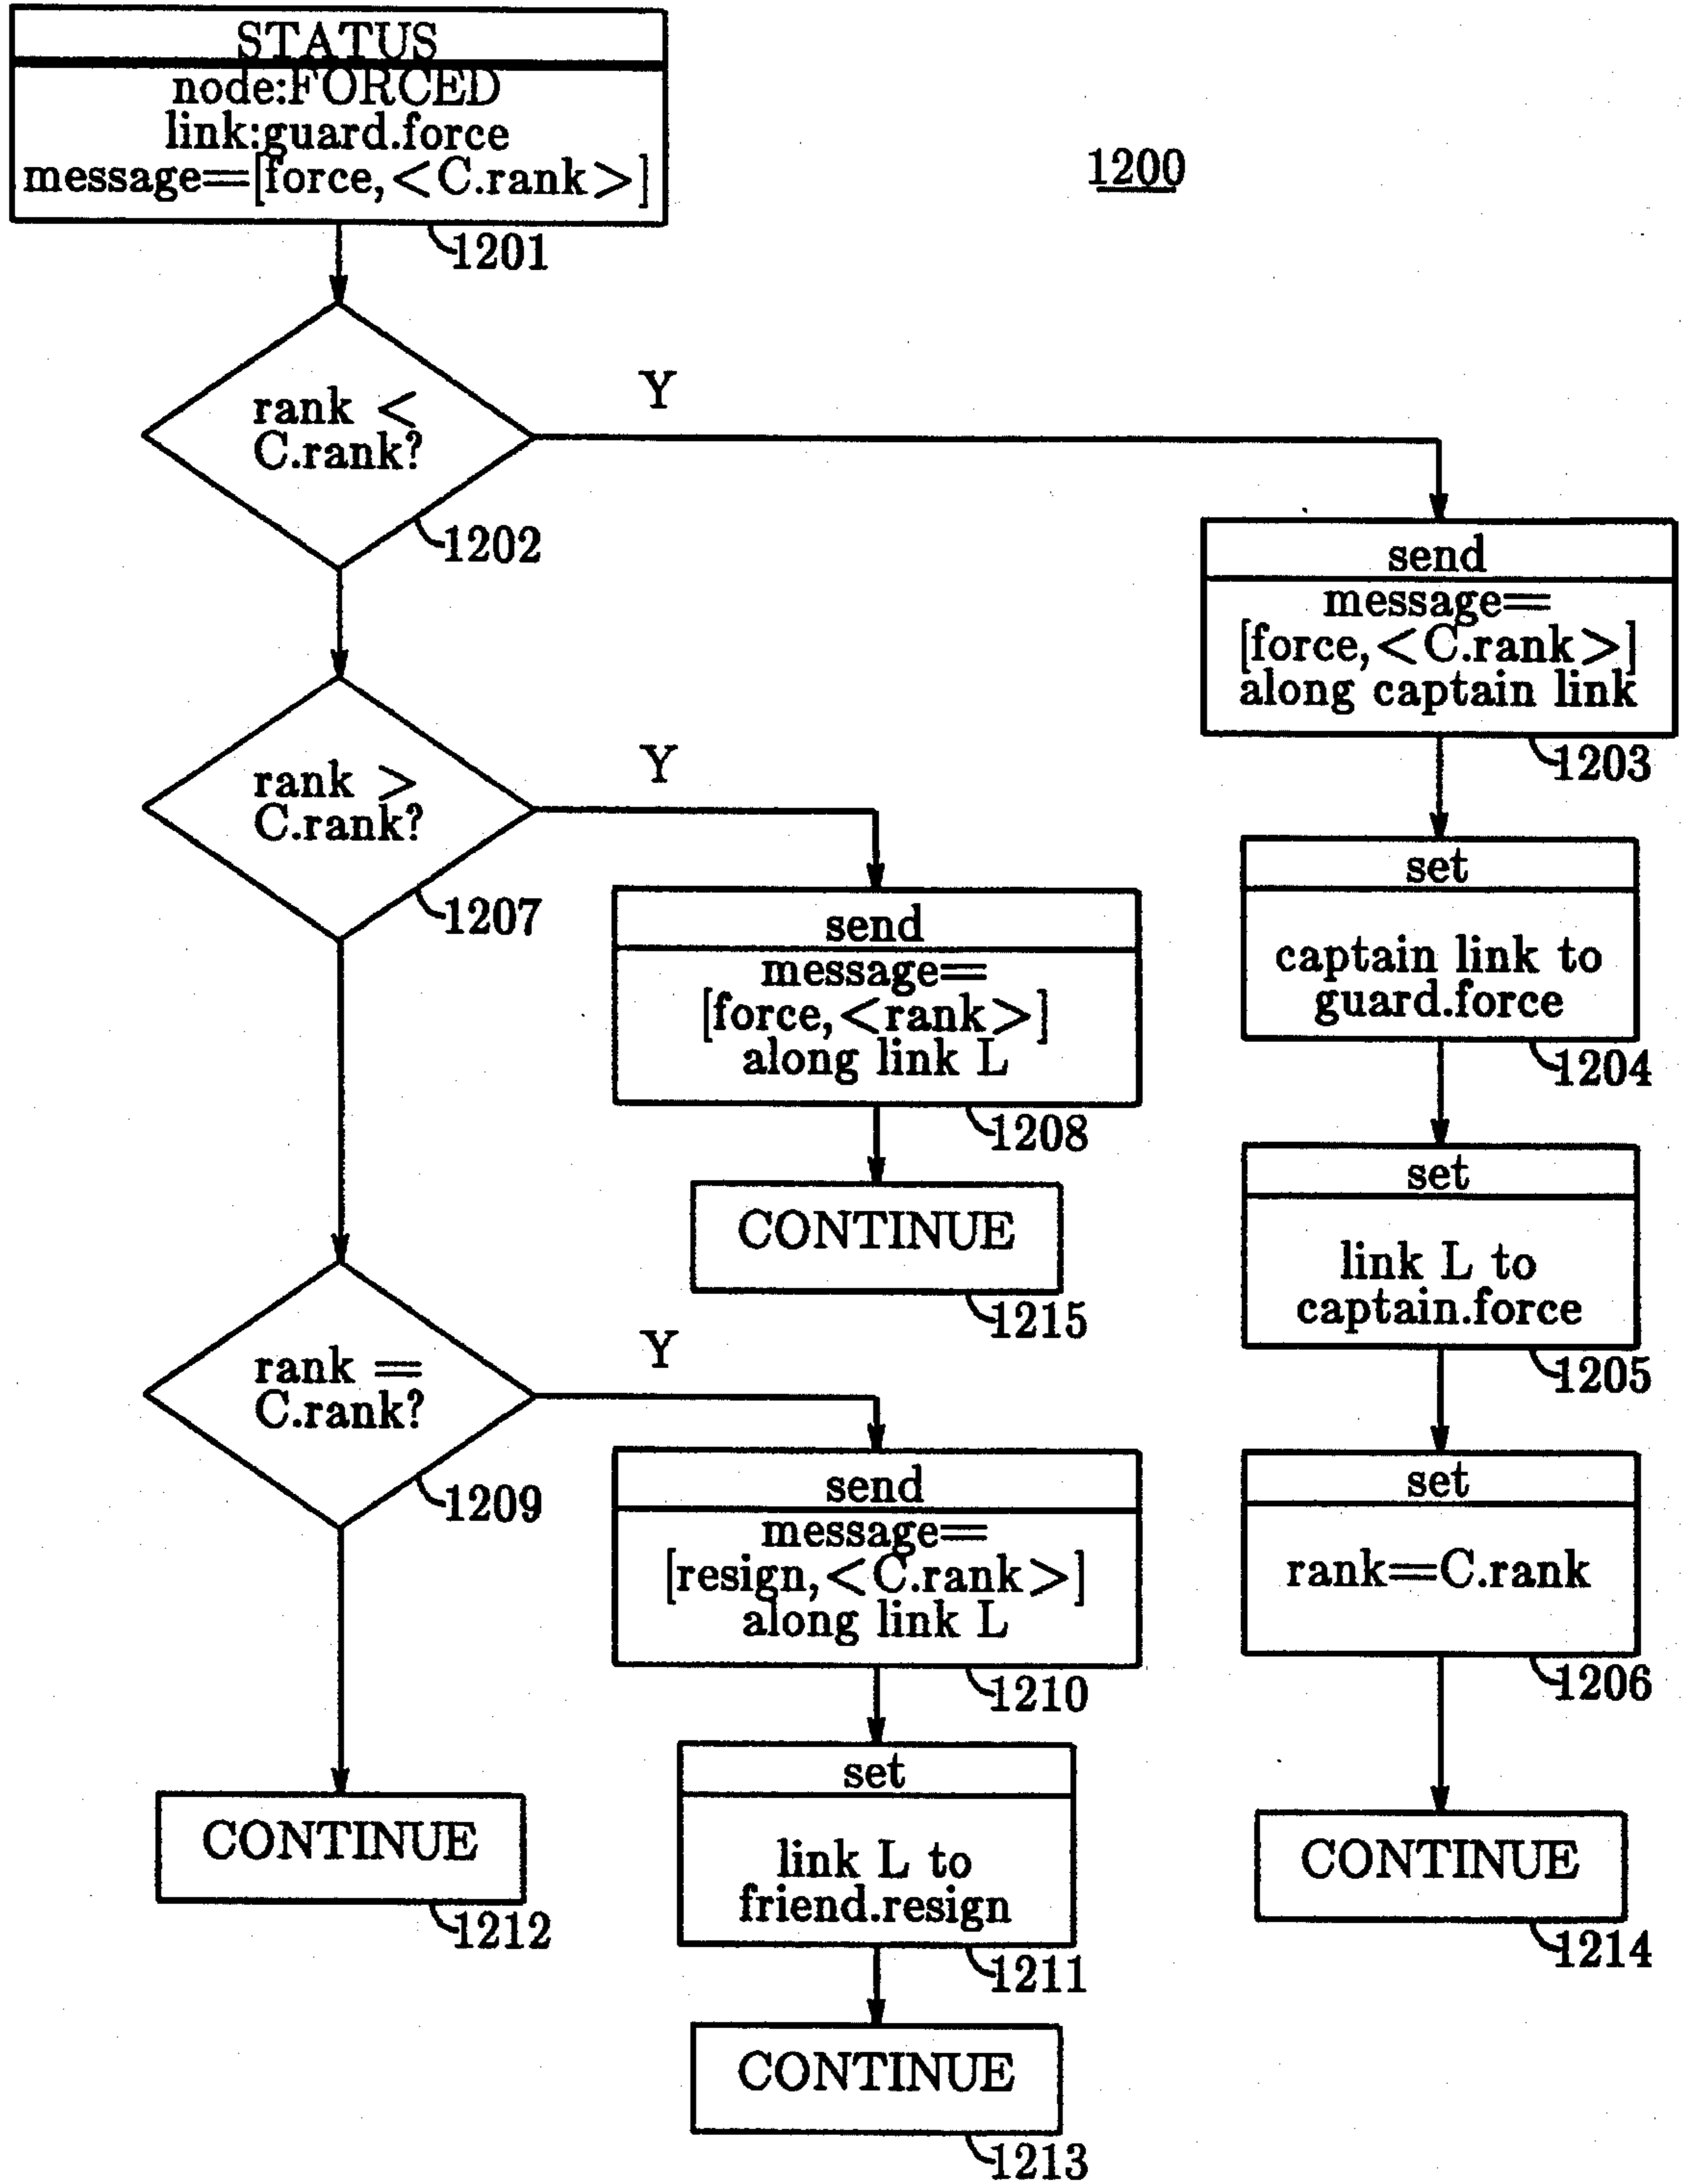 STATUS
node:FORCED
link:guard.force
message=[force,<C.rank>]
1201
1200
rank <
C.rank?
1202
Y
send
message=
[force,<C.rank>]
along captain link
1203
set
captain link to
guard.force
1204
set
link L to
captain.force
1205
set
rank=C.rank
1206
CONTINUE
1214
rank >
C.rank?
1207
Y
send
message=
[force,<rank>]
along link L
1208
CONTINUE
1215
rank =
C.rank?
1209
Y
send
message=
[resign,<C.rank>]
along link L
1210
set
link L to
friend.resign
1211
CONTINUE
1213
CONTINUE
1212